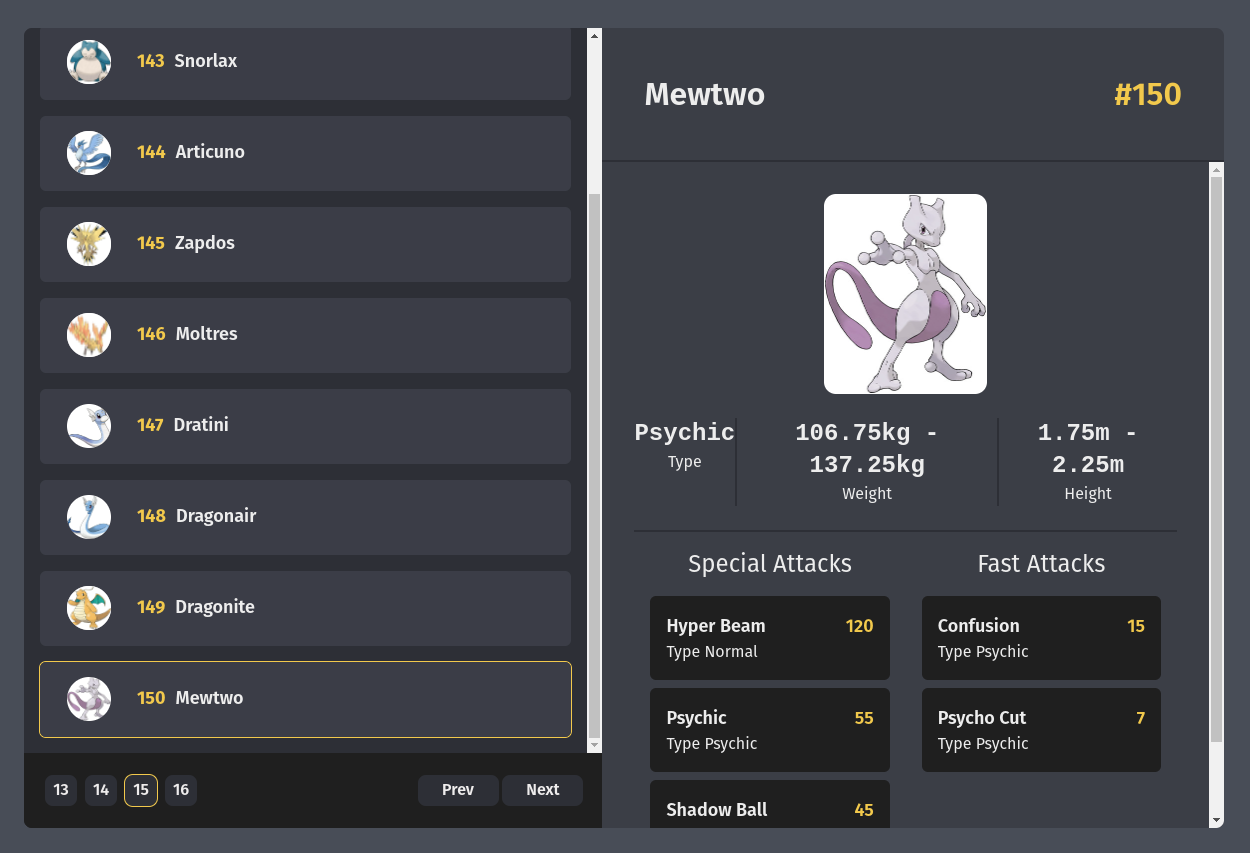 143 Snorlax
144 Articuno
145 Zapdos
146 Moltres
147 Dratini
148 Dragonair
149 Dragonite
150 Mewtwo
13 14 15 16 Prev Next
Mewtwo #150
Psychic
Type
106.75kg -
137.25kg
Weight
1.75m -
2.25m
Height
Special Attacks
Hyper Beam 120
Type Normal
Psychic 55
Type Psychic
Shadow Ball 45
Fast Attacks
Confusion 15
Type Psychic
Psycho Cut 7
Type Psychic